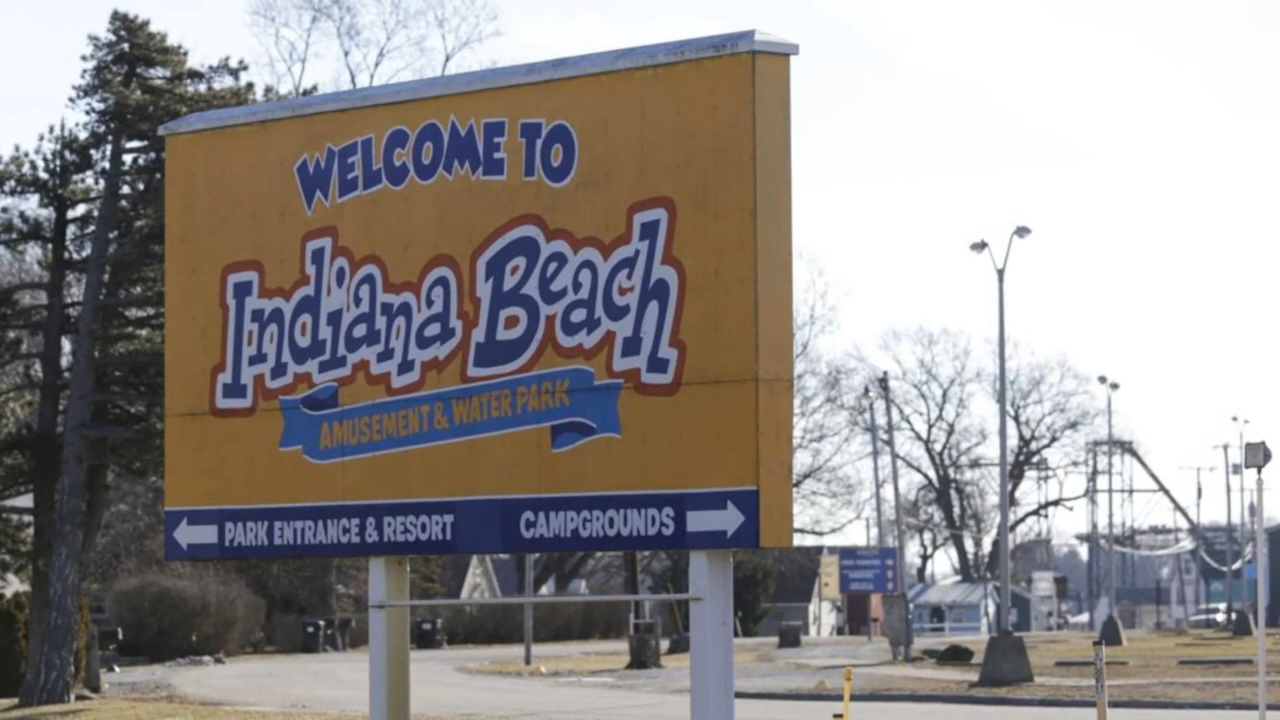 WELCOME TO
Indiana Beach
AMUSEMENT & WATER PARK
PARK ENTRANCE & RESORT
CAMPGROUNDS